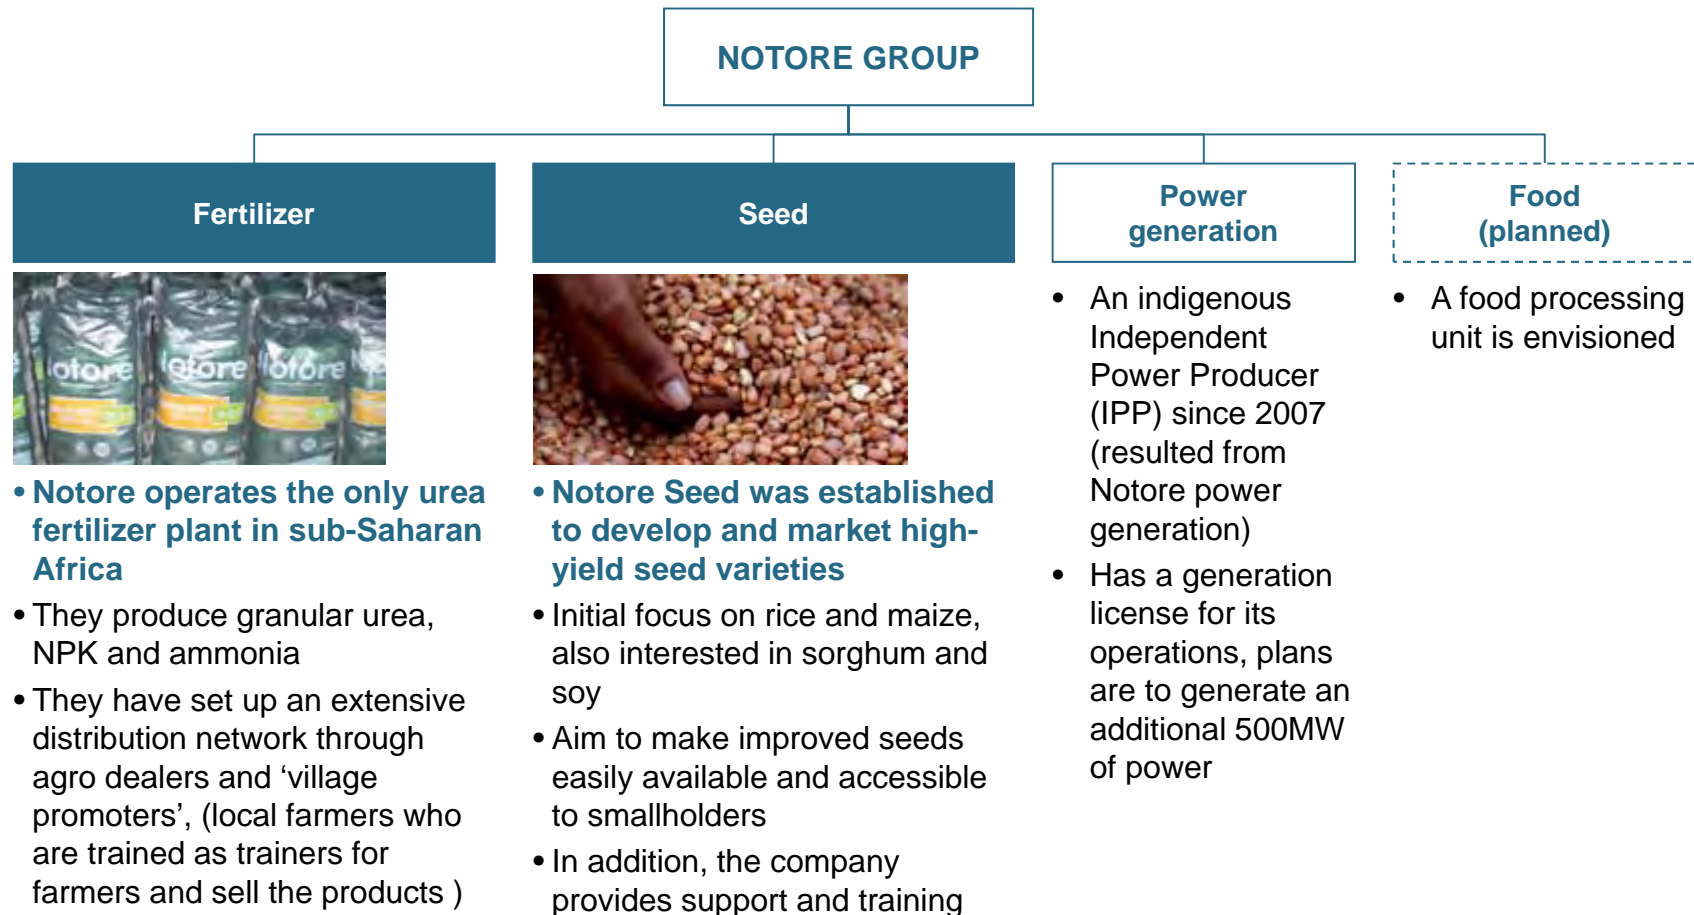 NOTORE GROUP
Fertilizer
Seed
Power
generation
Food
(planned)
otore
otore
otore
• Notore operates the only urea
fertilizer plant in sub-Saharan
Africa
• They produce granular urea,
NPK and ammonia
• They have set up an extensive
distribution network through
agro dealers and ‘village
promoters’, (local farmers who
are trained as trainers for
farmers and sell the products )
• Notore Seed was established
to develop and market high-
yield seed varieties
• Initial focus on rice and maize,
also interested in sorghum and
soy
• Aim to make improved seeds
easily available and accessible
to smallholders
• In addition, the company
provides support and training
• An indigenous
Independent
Power Producer
(IPP) since 2007
(resulted from
Notore power
generation)
• Has a generation
license for its
operations, plans
are to generate an
additional 500MW
of power
• A food processing
unit is envisioned